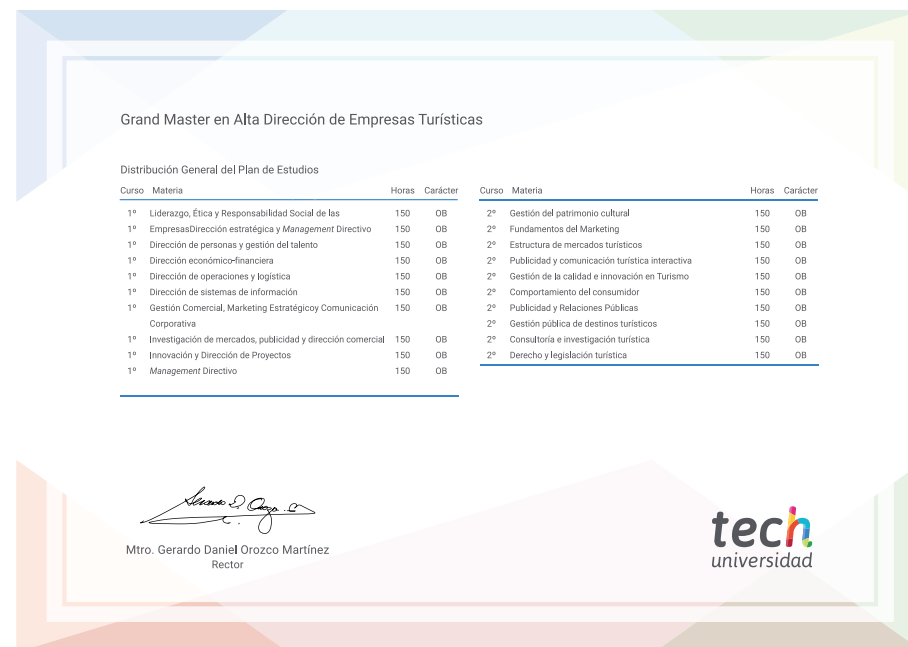 Grand Master en Alta Dirección de Empresas Turísticas
Distribución General del Plan de Estudios
Curso Materia Horas Carácter
1º Liderazgo, Ética y Responsabilidad Social de las 150 OB
1º EmpresasDirección estratégica y Management Directivo 150 OB
1º Dirección de personas y gestión del talento 150 OB
1º Dirección económico-financiera 150 OB
1º Dirección de operaciones y logística 150 OB
1º Dirección de sistemas de información 150 OB
1º Gestión Comercial, Marketing Estratégicoy Comunicación 150 OB
Corporativa
1º Investigación de mercados, publicidad y dirección comercial 150 OB
1º Innovación y Dirección de Proyectos 150 OB
1º Management Directivo 150 OB
Curso Materia Horas Carácter
2º Gestión del patrimonio cultural 150 OB
2º Fundamentos del Marketing 150 OB
2º Estructura de mercados turísticos 150 OB
2º Publicidad y comunicación turística interactiva 150 OB
2º Gestión de la calidad e innovación en Turismo 150 OB
2º Comportamiento del consumidor 150 OB
2º Publicidad y Relaciones Públicas 150 OB
2º Gestión pública de destinos turísticos 150 OB
2º Consultoría e investigación turística 150 OB
2º Derecho y legislación turística 150 OB
Mtro. Gerardo Daniel Orozco Martínez
Rector
tech
universidad